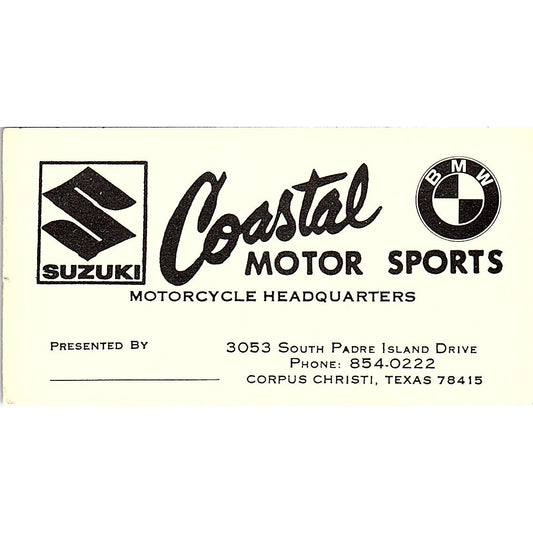 SUZUKI
Coastal
MOTOR SPORTS
BMW
MOTORCYCLE HEADQUARTERS
PRESENTED BY
3053 SOUTH PADRE ISLAND DRIVE
PHONE: 854-0222
CORPUS CHRISTI, TEXAS 78415